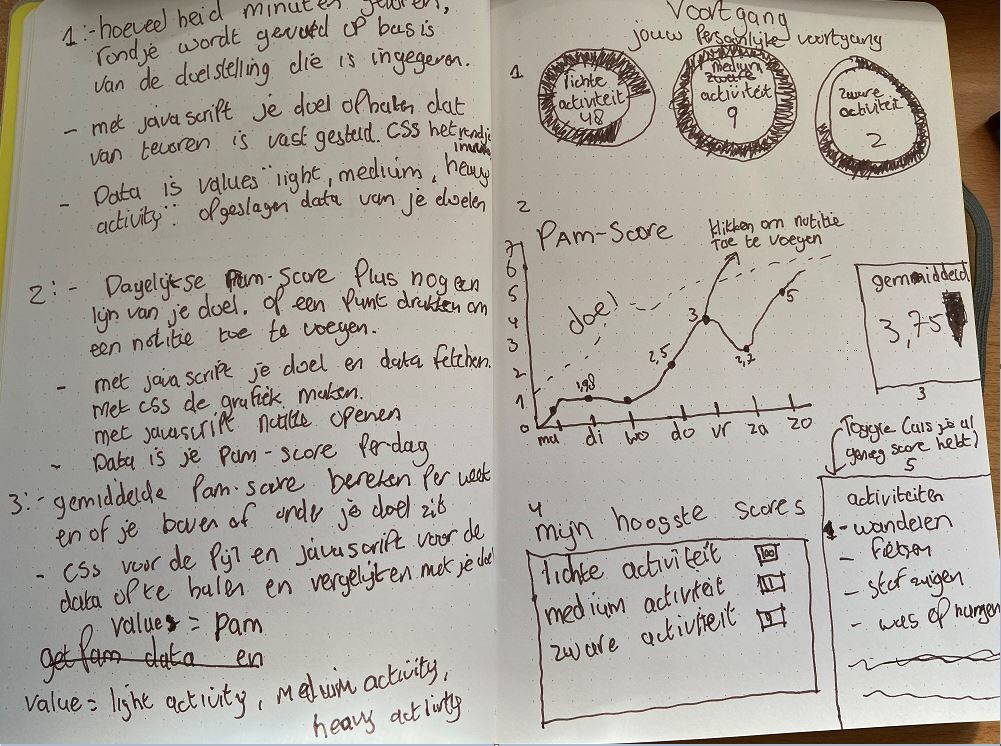 1:- hoeveelheid minuten
rondje wordt gevuld op basis
van de doelstelling die is ingegeren.
- met javascript je doel ophalen dat
van tevoren is vast gesteld. CSS het rondje
- Data is values "light, medium, heavy
activity": opgeslagen data van je doelen
2:- Dagelijkse Pam-Score Plus nog een
lijn van je doel. op een Punt drukken om
een notitie toe te voegen.
- met javascript je doel en data fetchen.
met css de grafiek maken.
met javascript notitie openen
- Data is je Pam-score Per dag
3:- gemiddelde Pam-score bereken Per week
en of je boven of onder je doel zit
- CSS voor de Pijl en javascript voor de
data op te halen en vergelijken met je doel
values = Pam
get Pam data en
value = light activity, Medium activity,
heavy activity
Voortgang
jouw Persoonlijke voortgang
1
lichte
activiteit
48
medium
zware
activiteit
9
zware
activiteit
2
2
PAM-Score
klikken om notitie
toe te voegen
7
6
5
4
3
2
1
0
doel
1,98
2,5
3
2,2
5
ma di wo do vr za zo
gemiddeld
3,75
3
Toggle (als je al
genoeg score hebt)
5
activiteiten
- wandelen
- fietsen
- stofzuigen
- was ophangen
4
mijn hoogste scores
lichte activiteit 100
medium activiteit
zware activiteit